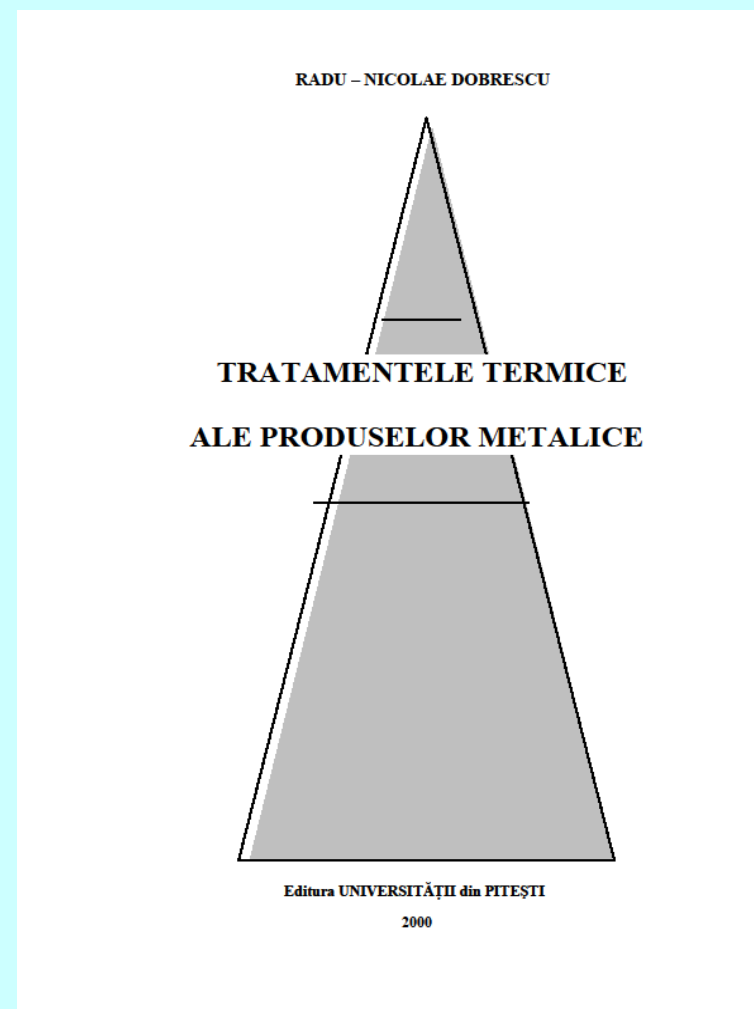 RADU – NICOLAE DOBRESCU
TRATAMENTELE TERMICE
ALE PRODUSELOR METALICE
Editura UNIVERSITĂȚII din PITEȘTI
2000